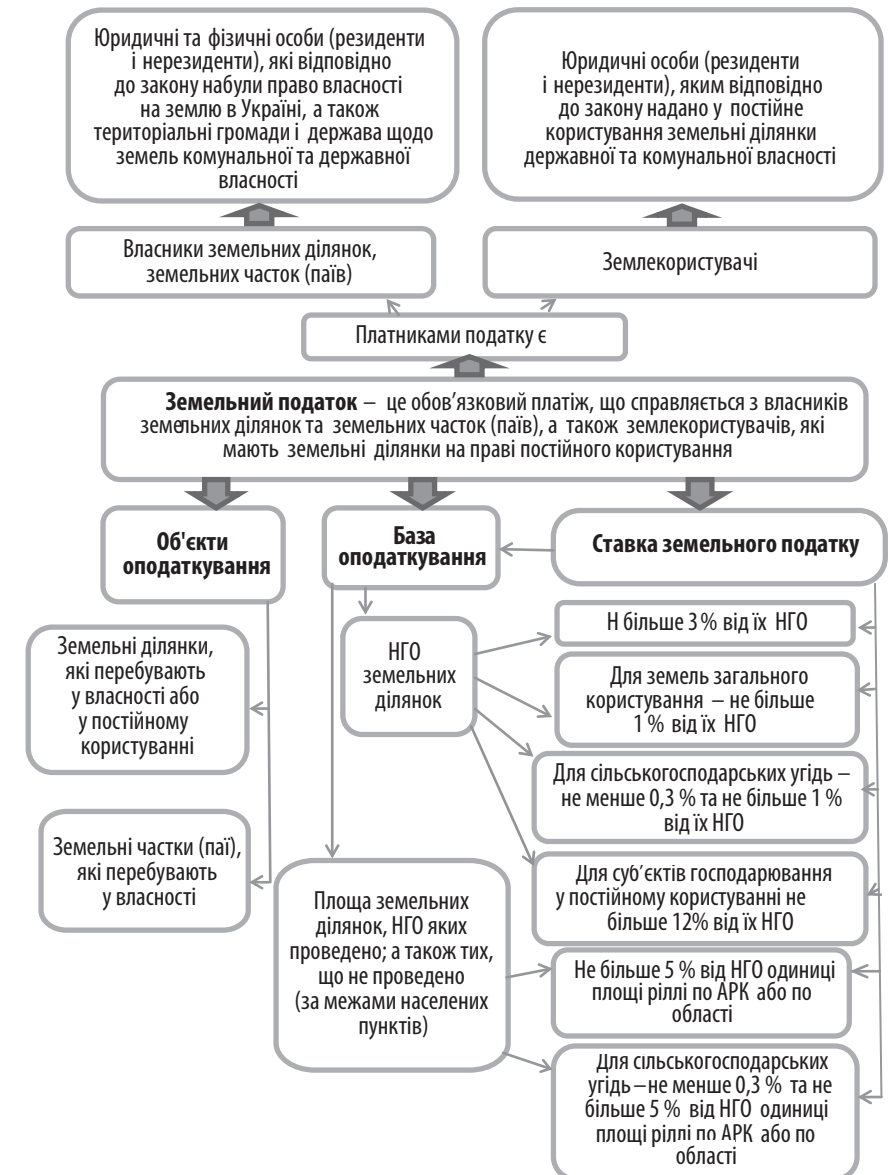 Юридичні та фізичні особи (резиденти
і нерезиденти), які відповідно
до закону набули право власності
на землю в Україні, а також
територіальні громади і держава щодо
земель комунальної та державної
власності
Юридичні особи (резиденти
і нерезиденти), яким відповідно
до закону надано у постійне
користування земельні ділянки
державної та комунальної власності
Власники земельних ділянок,
земельних часток (паїв)
Землекористувачі
Платниками податку є
Земельний податок – це обов'язковий платіж, що справляється з власників
земельних ділянок та земельних часток (паїв), а також землекористувачів, які
мають земельні ділянки на праві постійного користування
Об'єкти
оподаткування
База
оподаткування
Ставка земельного податку
Земельні ділянки,
які перебувають
у власності або
у постійному
користуванні
Земельні частки (паї),
які перебувають
у власності
НГО
земельних
ділянок
Площа земельних
ділянок, НГО яких
проведено; а також тих,
що не проведено
(за межами населених
пунктів)
Н більше 3 % від їх НГО
Для земель загального
користування – не більше
1 % від їх НГО
Для сільськогосподарських угідь –
не менше 0,3 % та не більше 1 %
від їх НГО
Для суб'єктів господарювання
у постійному користуванні не
більше 12% від їх НГО
Не більше 5 % від НГО одиниці
площі ріллі по АРК або по
області
Для сільськогосподарських
угідь – не менше 0,3 % та не
більше 5 % від НГО одиниці
площі ріллі по АРК або по
області